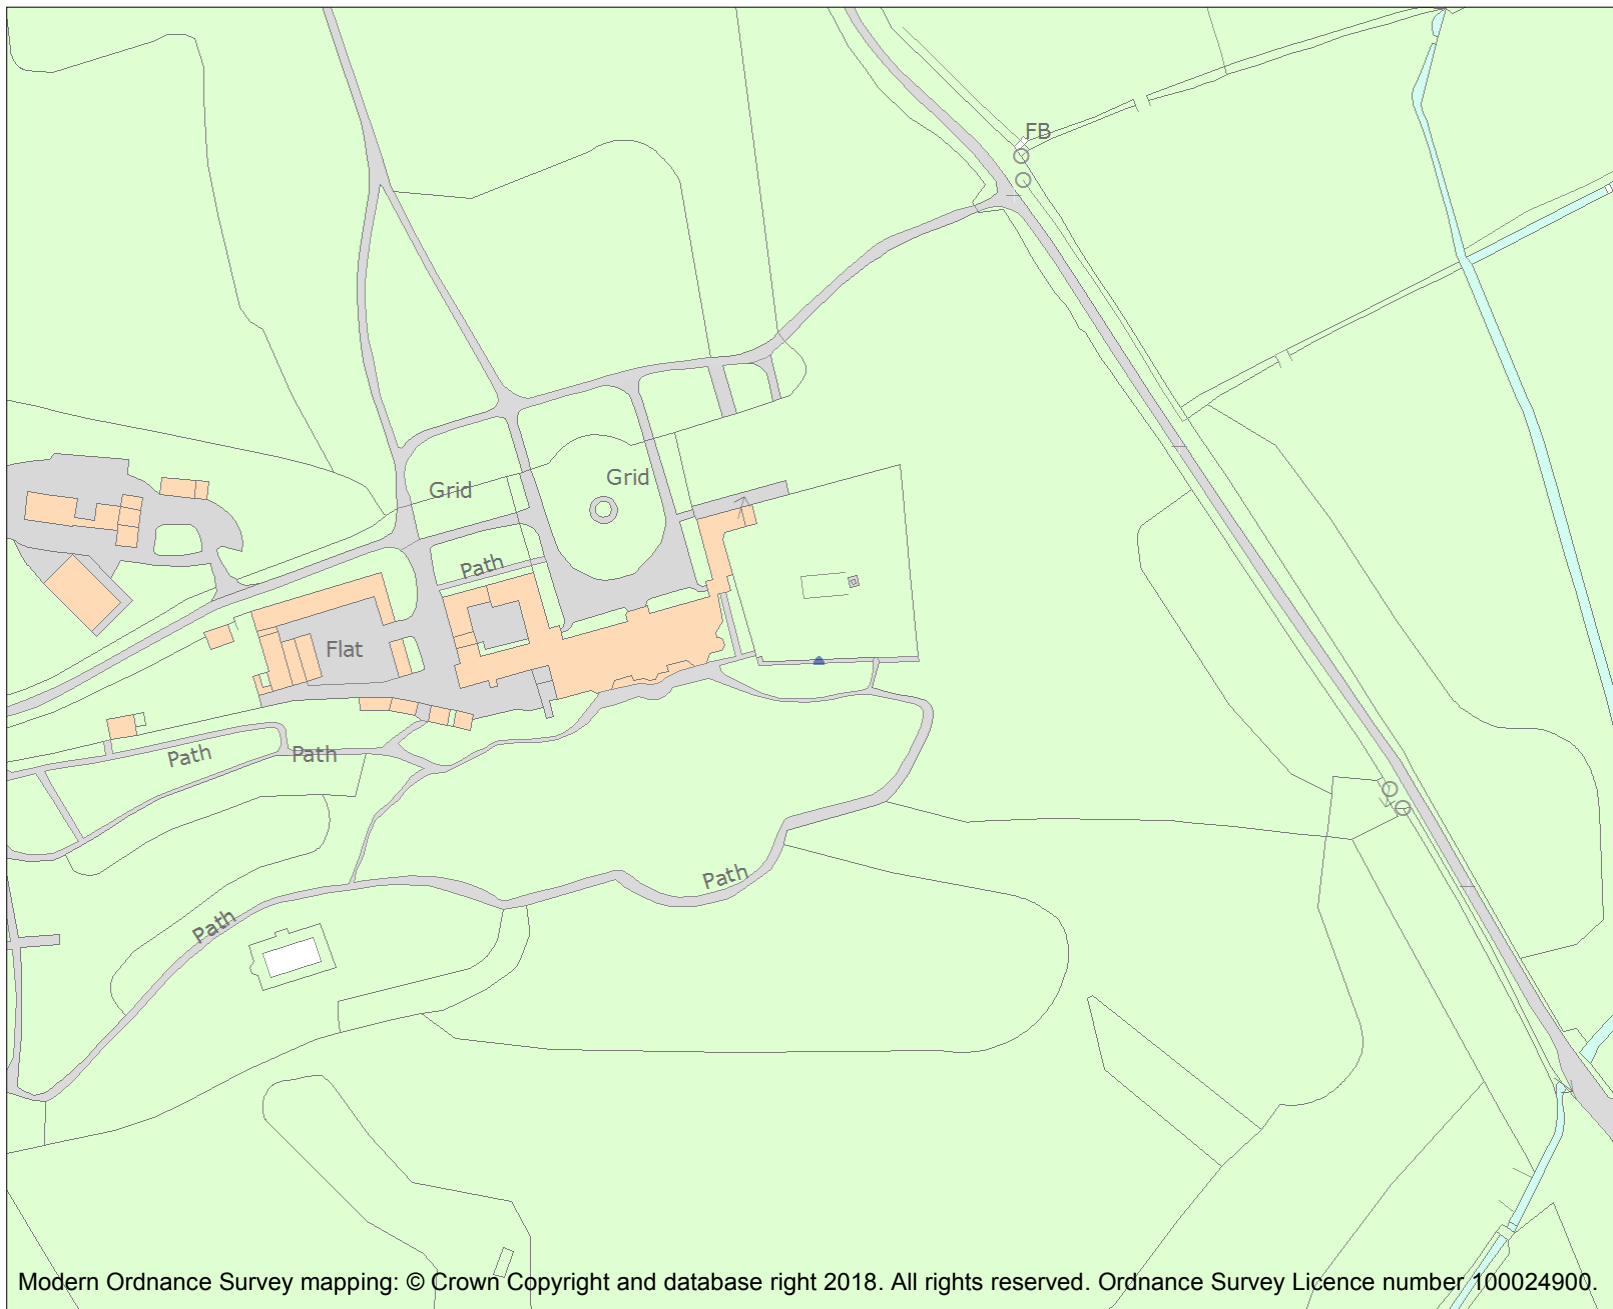 FB
Grid
Grid
Path
Flat
Path
Path
Path
Path
Modern Ordnance Survey mapping: © Crown Copyright and database right 2018. All rights reserved. Ordnance Survey Licence number 100024900.